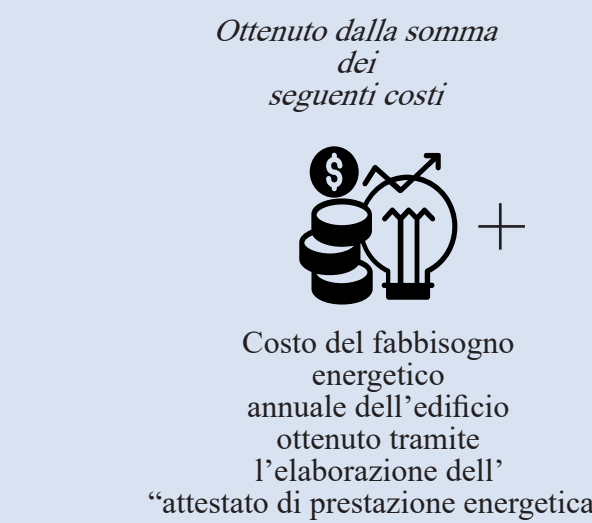 Ottenuto dalla somma
dei
seguenti costi
$
Costo del fabbisogno
energetico
annuale dell’edificio
ottenuto tramite
l’elaborazione dell’
“attestato di prestazione energetica